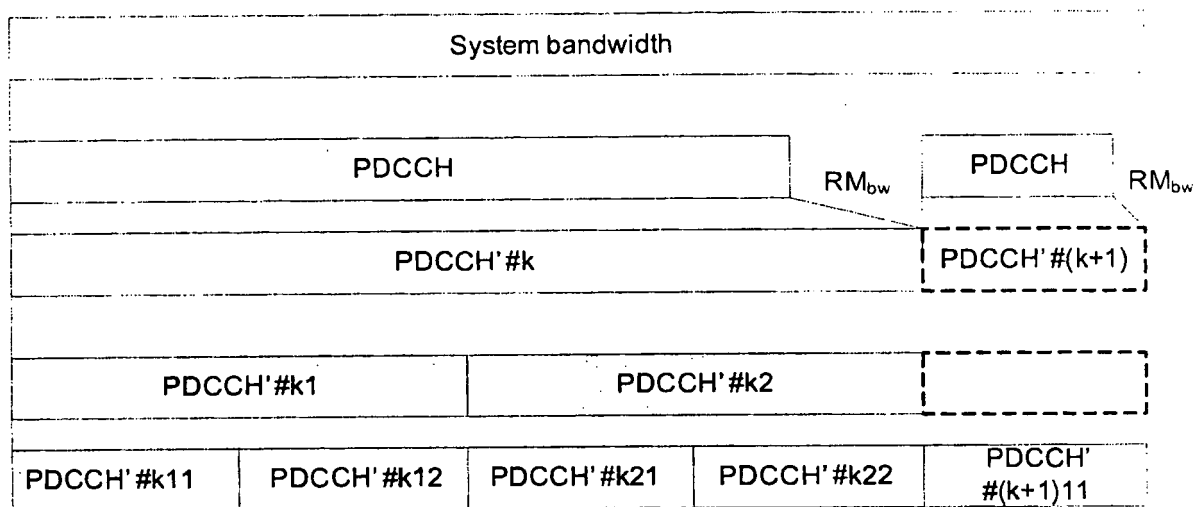 System bandwidth
PDCCH
RMbw
PDCCH
RMbw
PDCCH'#k
PDCCH'#(k+1)
PDCCH'#k1
PDCCH'#k2
PDCCH'#k11
PDCCH'#k12
PDCCH'#k21
PDCCH'#k22
PDCCH'
#(k+1)11